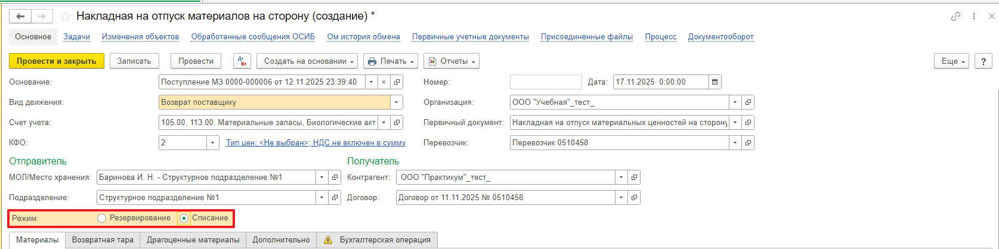 Накладная на отпуск материалов на сторону (создание) *
Основное Задачи Изменения объектов Обработанные сообщения ОСИБ Ом история обмена Первичные учетные документы Присоединенные файлы Процесс Документооборот
Провести и закрыть Записать Провести Дт Кт Создать на основании Печать Отчеты Еще ?
Основание: Поступление МЗ 0000-000006 от 12.11.2025 23:39:40 Номер: Дата: 17.11.2025 0:00:00
Вид движения: Возврат поставщику Организация: ООО "Учебная"_тест_
Счет учета: 105.00, 113.00. Материальные запасы, Биологические акт Первичный документ: Накладная на отпуск материальных ценностей на сторону
КФО: 2 Тип цен: <Не выбран>; НДС не включен в сумму Перевозчик: Перевозчик 0510458
Отправитель Получатель
МОЛ/Место хранения: Баринова И. Н. - Структурное подразделение №1 Контрагент: ООО "Практикум"_тест_
Подразделение: Структурное подразделение №1 Договор: Договор от 11.11.2025 № 0510458
Режим: Резервирование Списание
Материалы Возвратная тара Драгоценные материалы Дополнительно Бухгалтерская операция